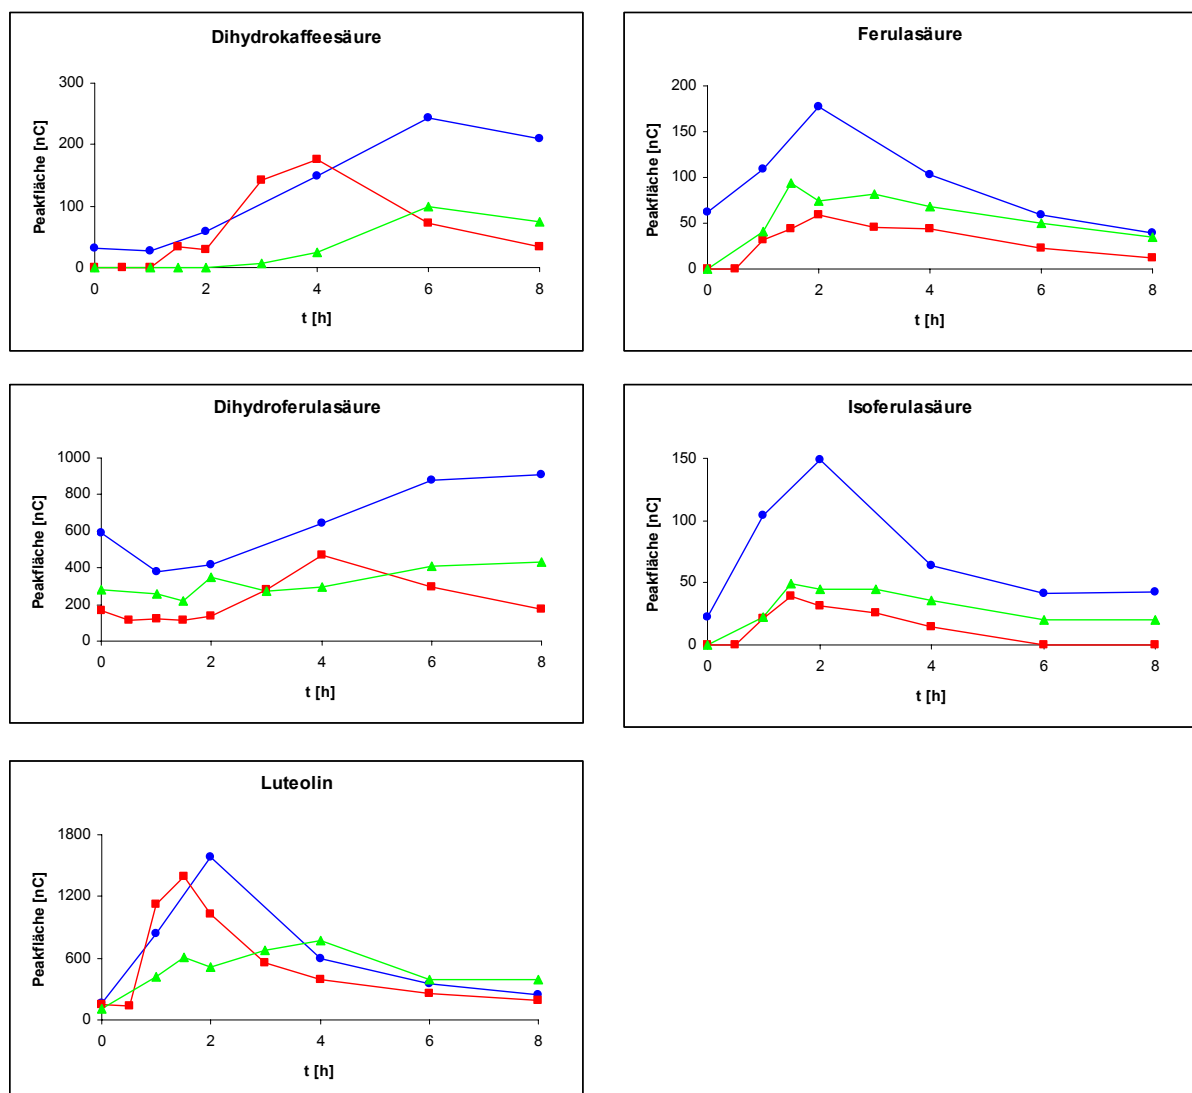 Dihydrokaffeesäure
Peakfläche [nC]
300
200
100
0
0 2 4 6 8
t [h]
Ferulasäure
Peakfläche [nC]
200
150
100
50
0
0 2 4 6 8
t [h]
Dihydroferulasäure
Peakfläche [nC]
1000
800
600
400
200
0
0 2 4 6 8
t [h]
Isoferulasäure
Peakfläche [nC]
150
100
50
0
0 2 4 6 8
t [h]
Luteolin
Peakfläche [nC]
1800
1200
600
0
0 2 4 6 8
t [h]